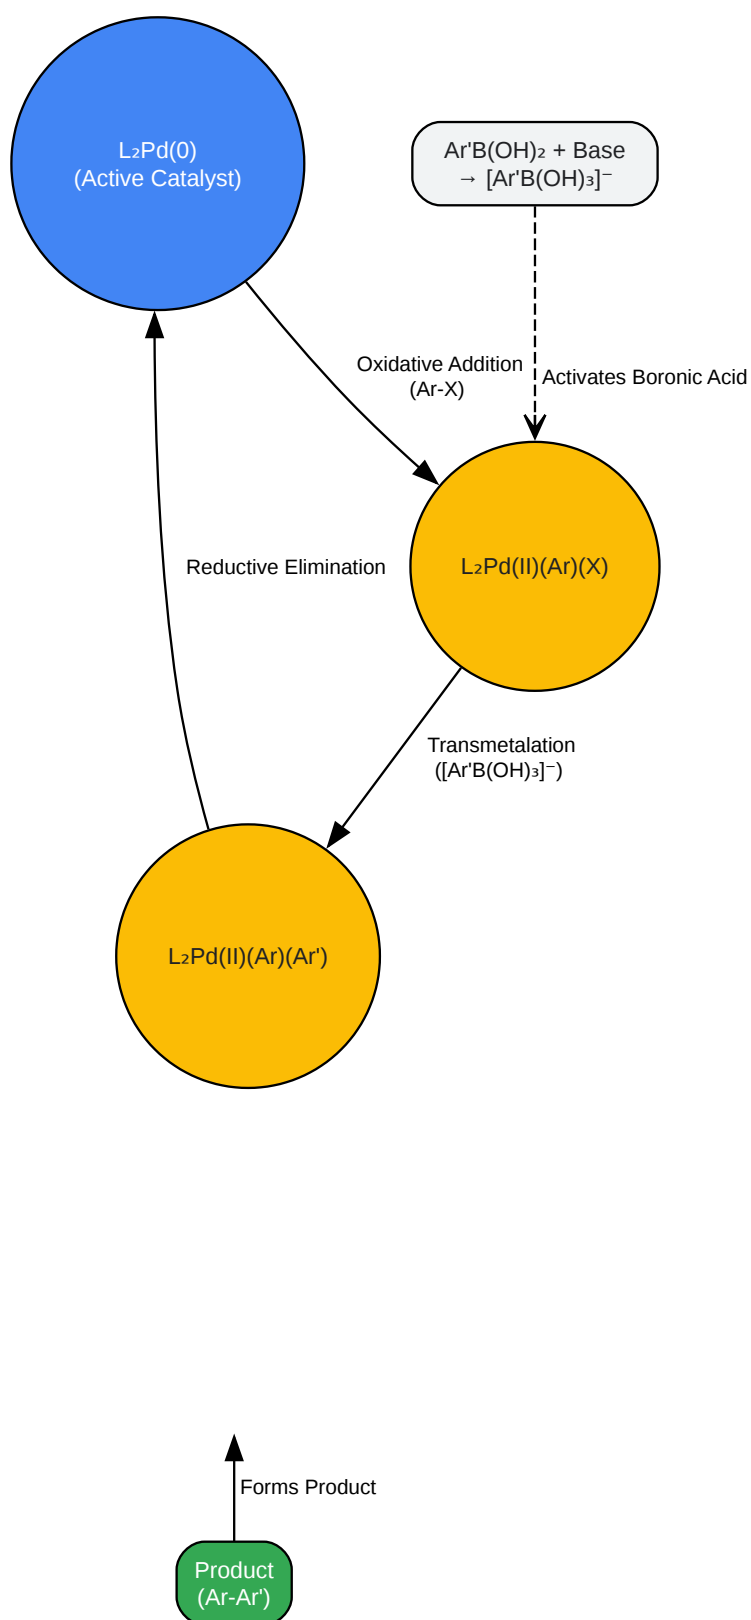 L₂Pd(0)
(Active Catalyst)
Ar'B(OH)₂ + Base
→ [Ar'B(OH)₃]⁻
Oxidative Addition
(Ar-X)
Activates Boronic Acid
Reductive Elimination
L₂Pd(II)(Ar)(X)
Transmetalation
([Ar'B(OH)₃]⁻)
L₂Pd(II)(Ar)(Ar')
Forms Product
Product
(Ar-Ar')